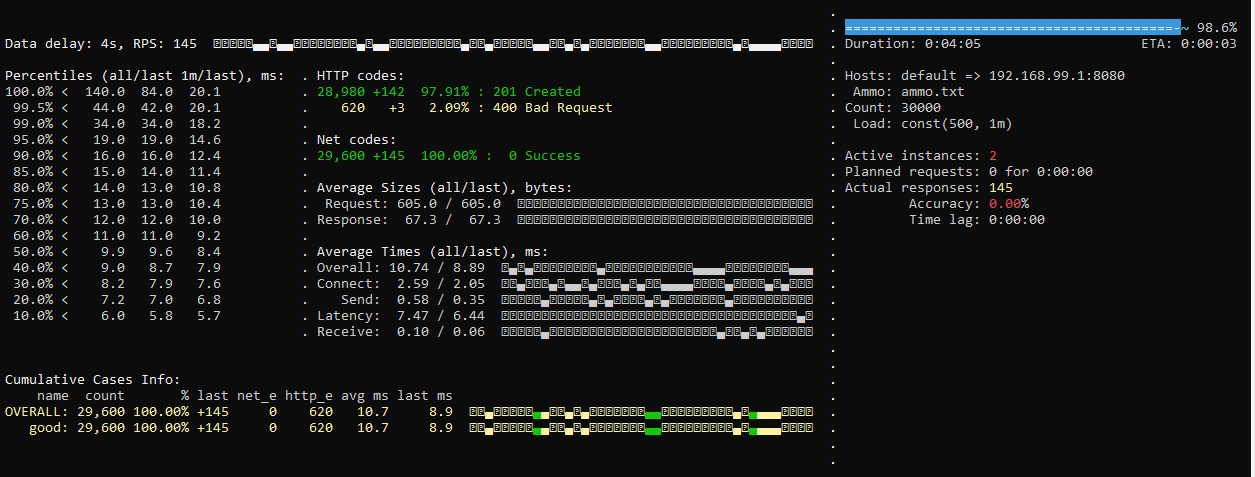 Data delay: 4s, RPS: 145
Percentiles (all/last 1m/last), ms:
100.0% < 140.0 84.0 20.1
99.5% < 44.0 42.0 20.1
99.0% < 34.0 34.0 18.2
95.0% < 19.0 19.0 14.6
90.0% < 16.0 16.0 12.4
85.0% < 15.0 14.0 11.4
80.0% < 14.0 13.0 10.8
75.0% < 13.0 13.0 10.4
70.0% < 12.0 12.0 10.0
60.0% < 11.0 11.0 9.2
50.0% < 9.9 9.6 8.4
40.0% < 9.0 8.7 7.9
30.0% < 8.2 7.9 7.6
20.0% < 7.2 7.0 6.8
10.0% < 6.0 5.8 5.7
HTTP codes:
28,980 +142 97.91% : 201 Created
620 +3 2.09% : 400 Bad Request
Net codes:
29,600 +145 100.00% : 0 Success
Average Sizes (all/last), bytes:
Request: 605.0 / 605.0
Response: 67.3 / 67.3
Average Times (all/last), ms:
Overall: 10.74 / 8.89
Connect: 2.59 / 2.05
Send: 0.58 / 0.35
Latency: 7.47 / 6.44
Receive: 0.10 / 0.06
Cumulative Cases Info:
name count % last net_e http_e avg ms last ms
OVERALL: 29,600 100.00% +145 0 620 10.7 8.9
good: 29,600 100.00% +145 0 620 10.7 8.9
98.6%
Duration: 0:04:05 ETA: 0:00:03
Hosts: default => 192.168.99.1:8080
Ammo: ammo.txt
Count: 30000
Load: const(500, 1m)
Active instances: 2
Planned requests: 0 for 0:00:00
Actual responses: 145
Accuracy: 0.00%
Time lag: 0:00:00